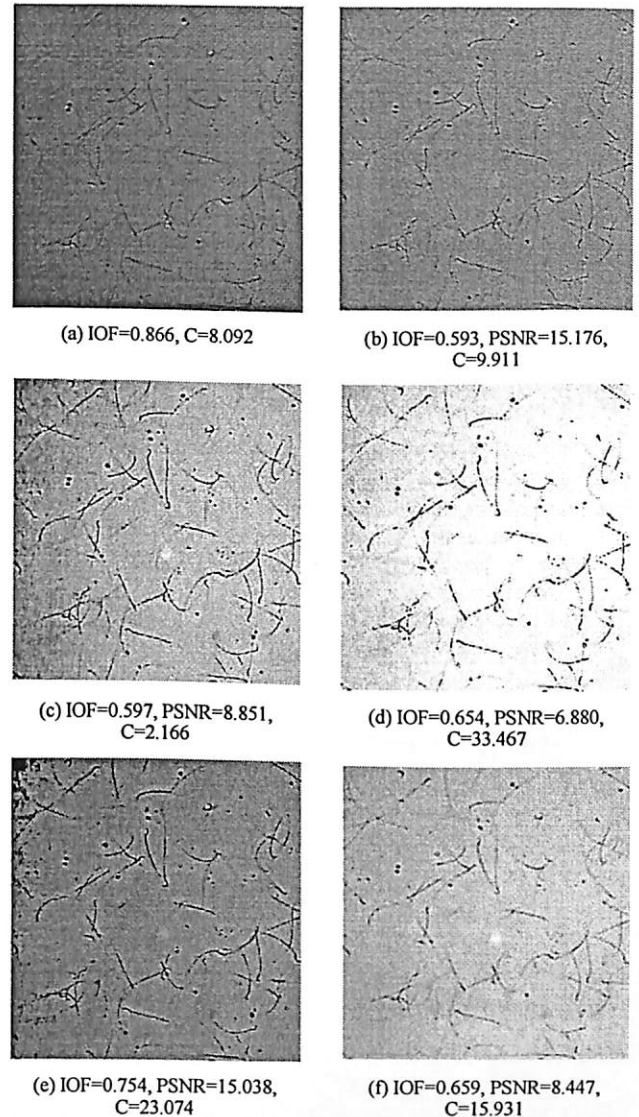 (a) IOF=0.866, C=8.092
(b) IOF=0.593, PSNR=15.176,
C=9.911
(c) IOF=0.597, PSNR=8.851,
C=2.166
(d) IOF=0.654, PSNR=6.880,
C=33.467
(e) IOF=0.754, PSNR=15.038,
C=23.074
(f) IOF=0.659, PSNR=8.447,
C=15.931